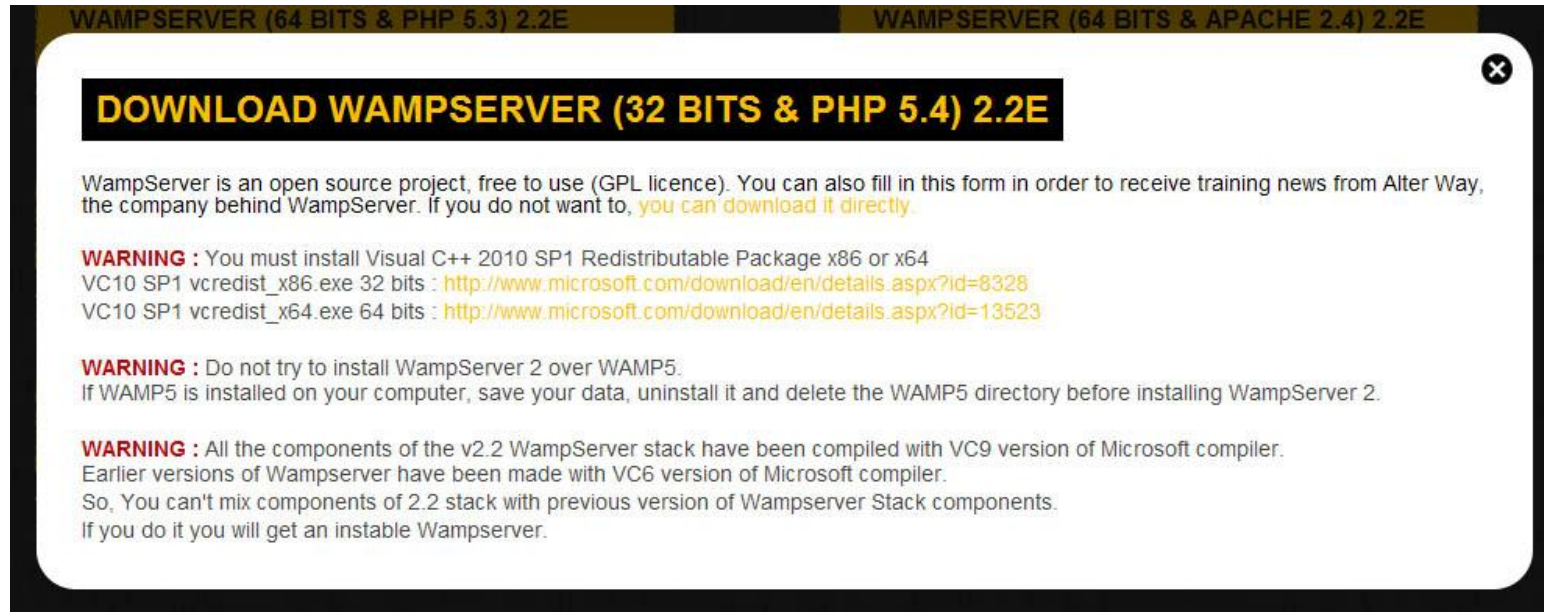 WAMPSERVER (64 BITS & PHP 5.3) 2.2E
WAMPSERVER (64 BITS & APACHE 2.4) 2.2E
DOWNLOAD WAMPSERVER (32 BITS & PHP 5.4) 2.2E
WampServer is an open source project, free to use (GPL licence). You can also fill in this form in order to receive training news from Alter Way,
the company behind WampServer. If you do not want to, you can download it directly.
WARNING : You must install Visual C++ 2010 SP1 Redistributable Package x86 or x64
VC10 SP1 vcredist_x86.exe 32 bits : http://www.microsoft.com/download/en/details.aspx?id=8328
VC10 SP1 vcredist_x64.exe 64 bits : http://www.microsoft.com/download/en/details.aspx?id=13523
WARNING : Do not try to install WampServer 2 over WAMP5.
If WAMP5 is installed on your computer, save your data, uninstall it and delete the WAMP5 directory before installing WampServer 2.
WARNING : All the components of the v2.2 WampServer stack have been compiled with VC9 version of Microsoft compiler.
Earlier versions of Wampserver have been made with VC6 version of Microsoft compiler.
So, You can't mix components of 2.2 stack with previous version of Wampserver Stack components.
If you do it you will get an instable Wampserver.